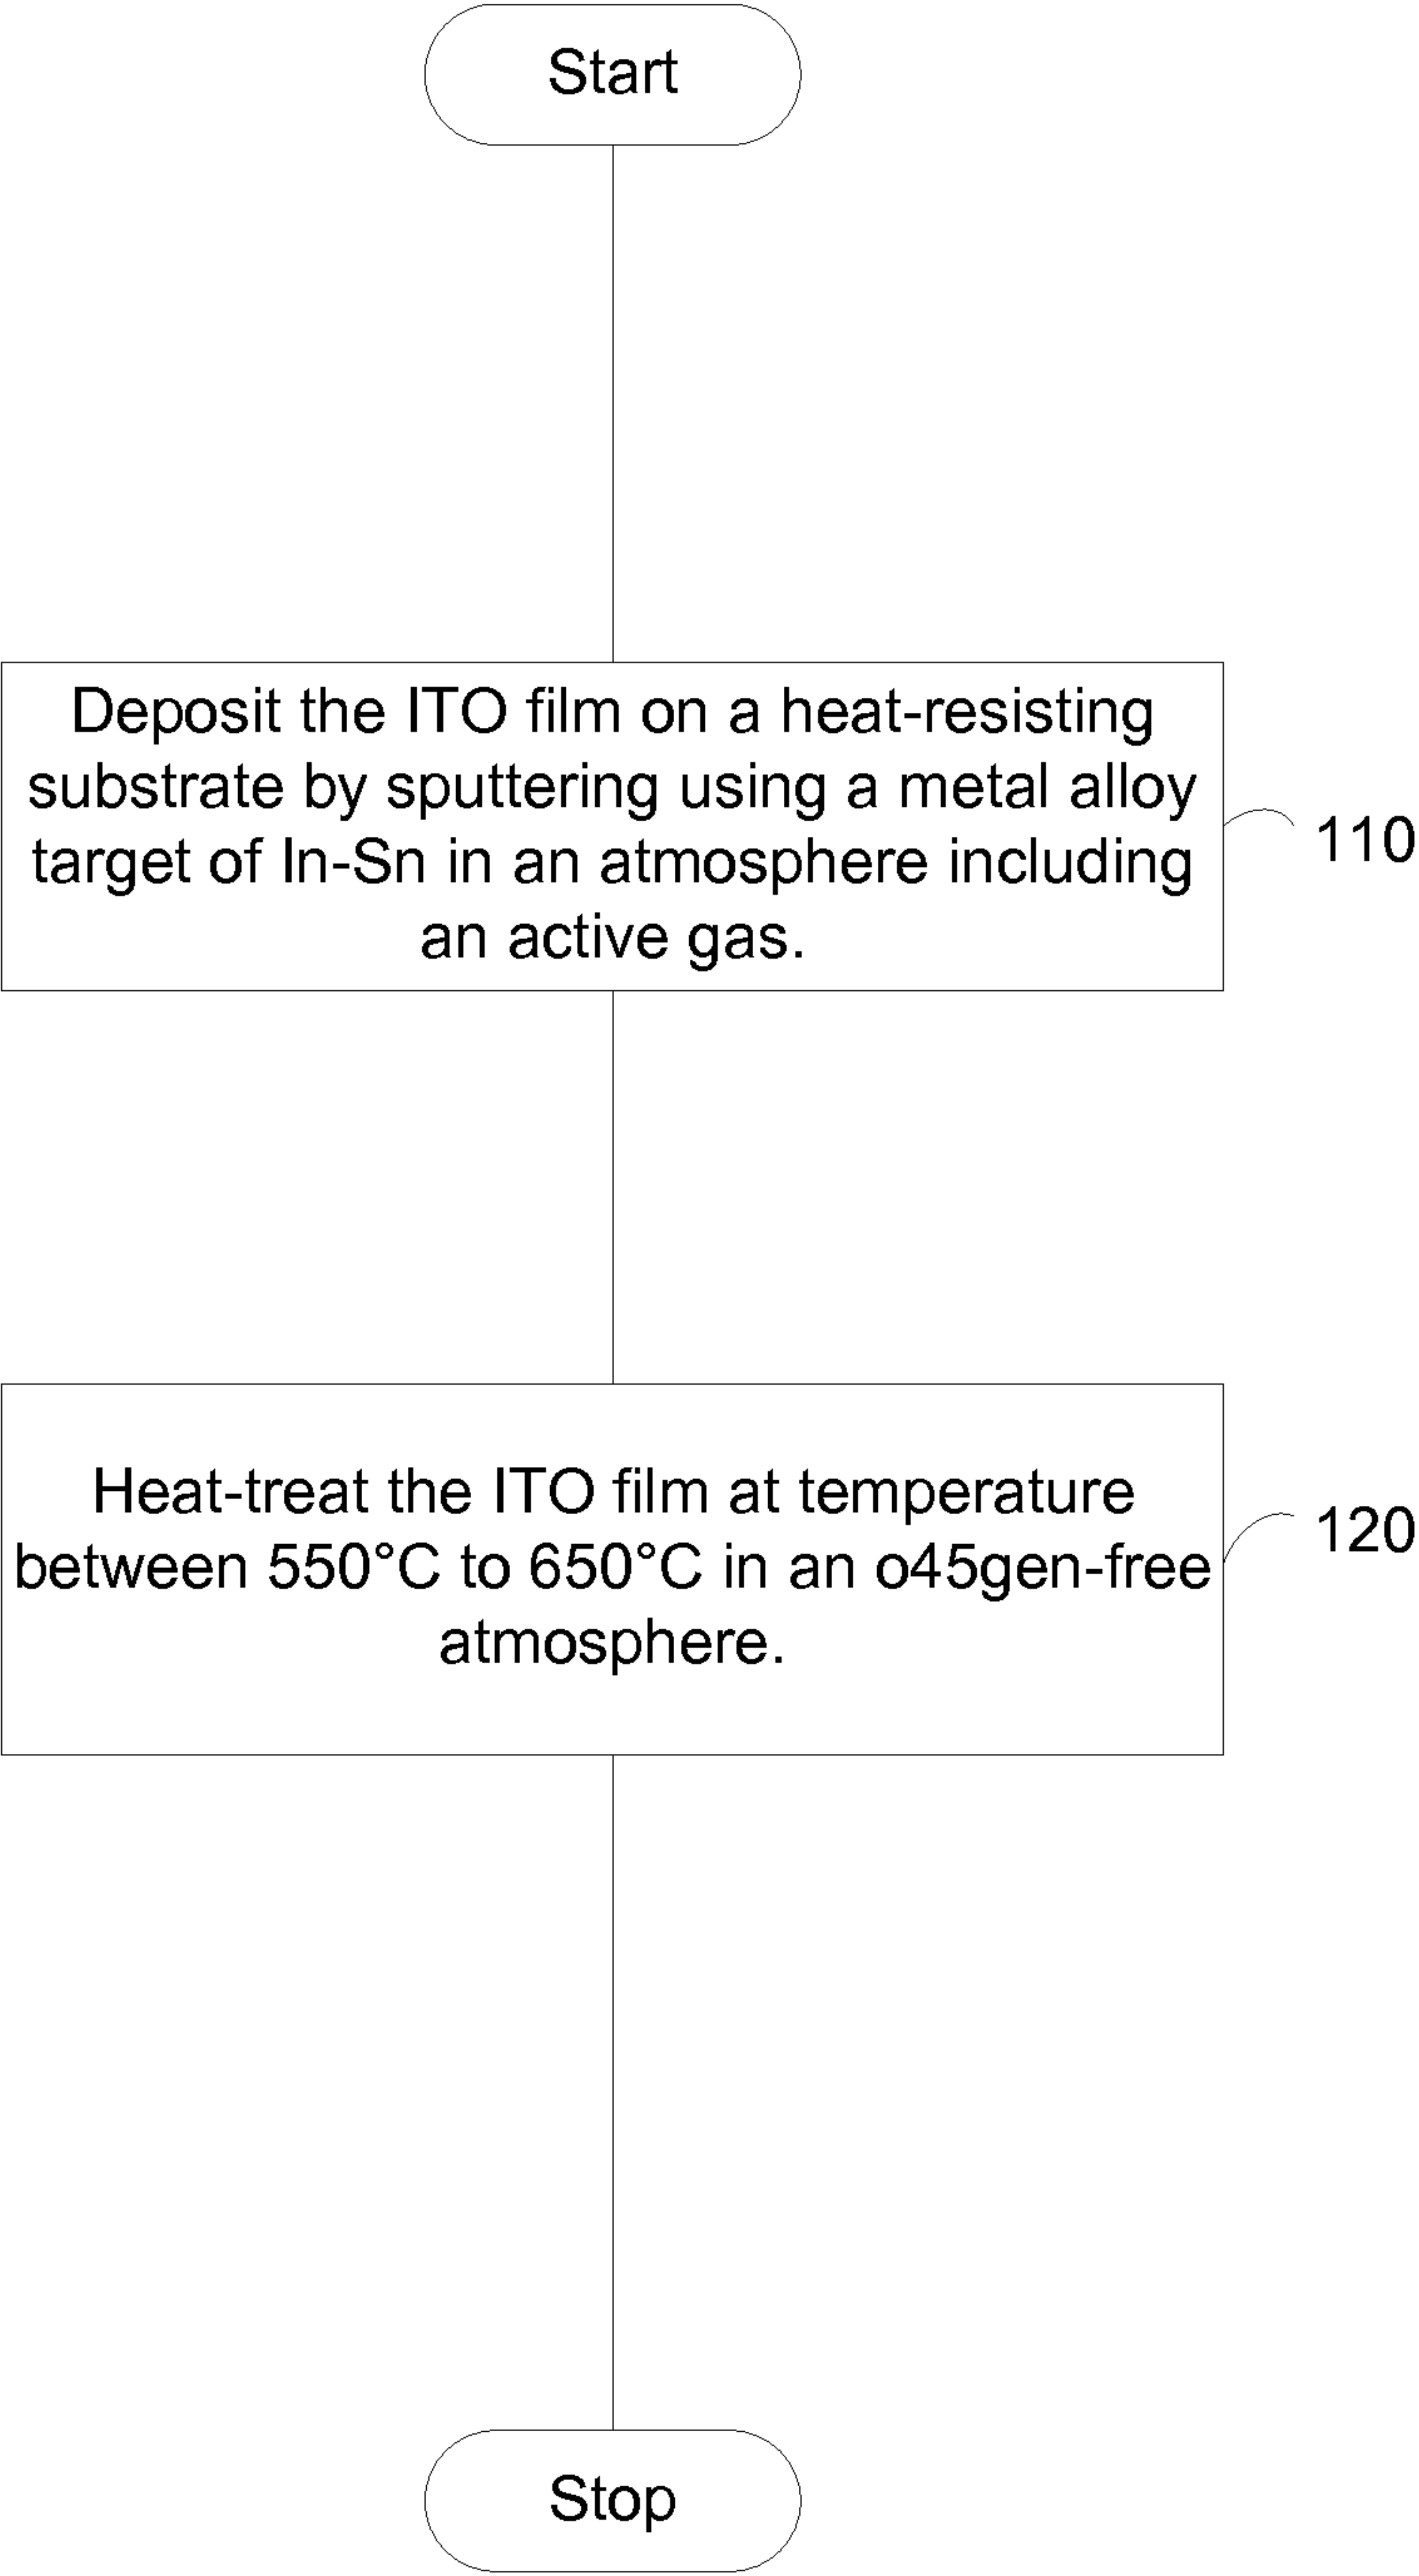 Start
Deposit the ITO film on a heat-resisting
substrate by sputtering using a metal alloy
target of In-Sn in an atmosphere including
an active gas.
110
Heat-treat the ITO film at temperature
between 550°C to 650°C in an o45gen-free
atmosphere.
120
Stop